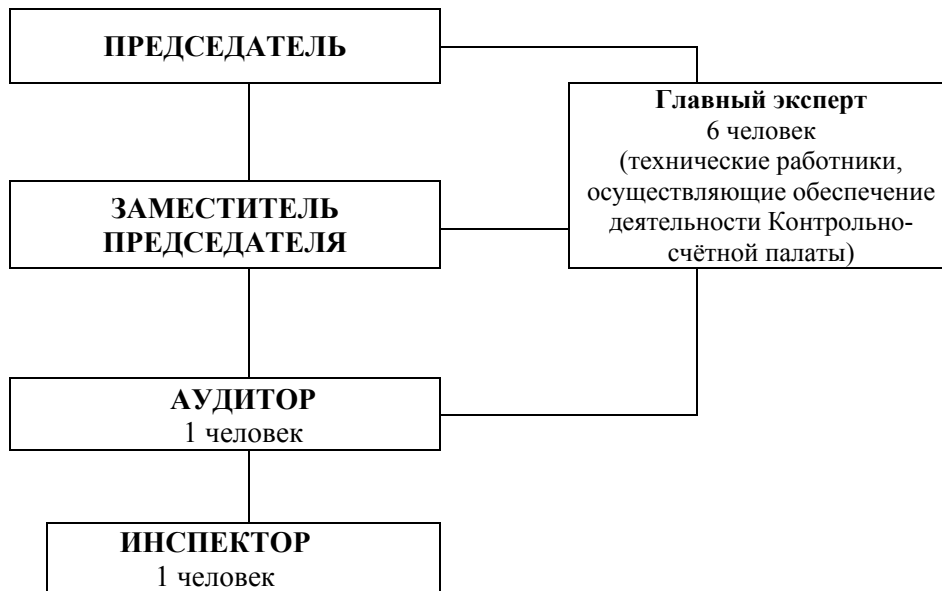 ПРЕДСЕДАТЕЛЬ
Главный эксперт
6 человек
(технические работники,
осуществляющие обеспечение
деятельности Контрольно-
счётной палаты)
ЗАМЕСТИТЕЛЬ
ПРЕДСЕДАТЕЛЯ
АУДИТОР
1 человек
ИНСПЕКТОР
1 человек